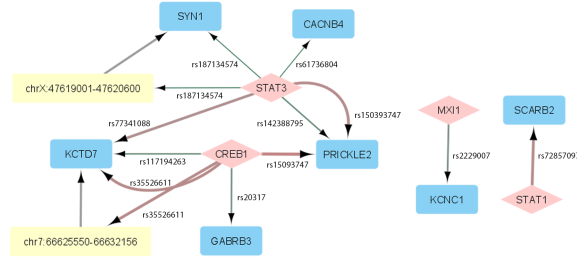 SYN1
CACNB4
rs187134574
rs61736804
chrX:47619001-47620600
rs187134574
STAT3
rs150393747
MXI1
SCARB2
rs77341088
rs142388795
KCTD7
rs117194263
CREB1
rs15093747
PRICKLE2
rs2229007
rs7285709
rs35526611
rs35526611
rs20317
KCNC1
STAT1
chr7:66625550-66632156
GABRB3